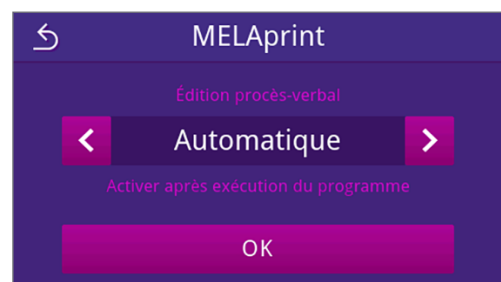 MELAprint
Édition procès-verbal
Automatique
Activer après exécution du programme
OK